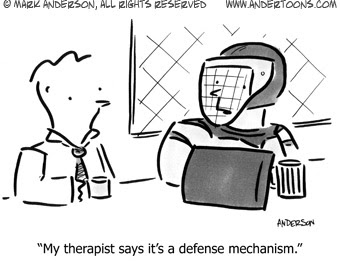 © MARK ANDERSON, ALL RIGHTS RESERVED WWW.ANDERTOONS.COM
ANDERSON
“My therapist says it’s a defense mechanism.”